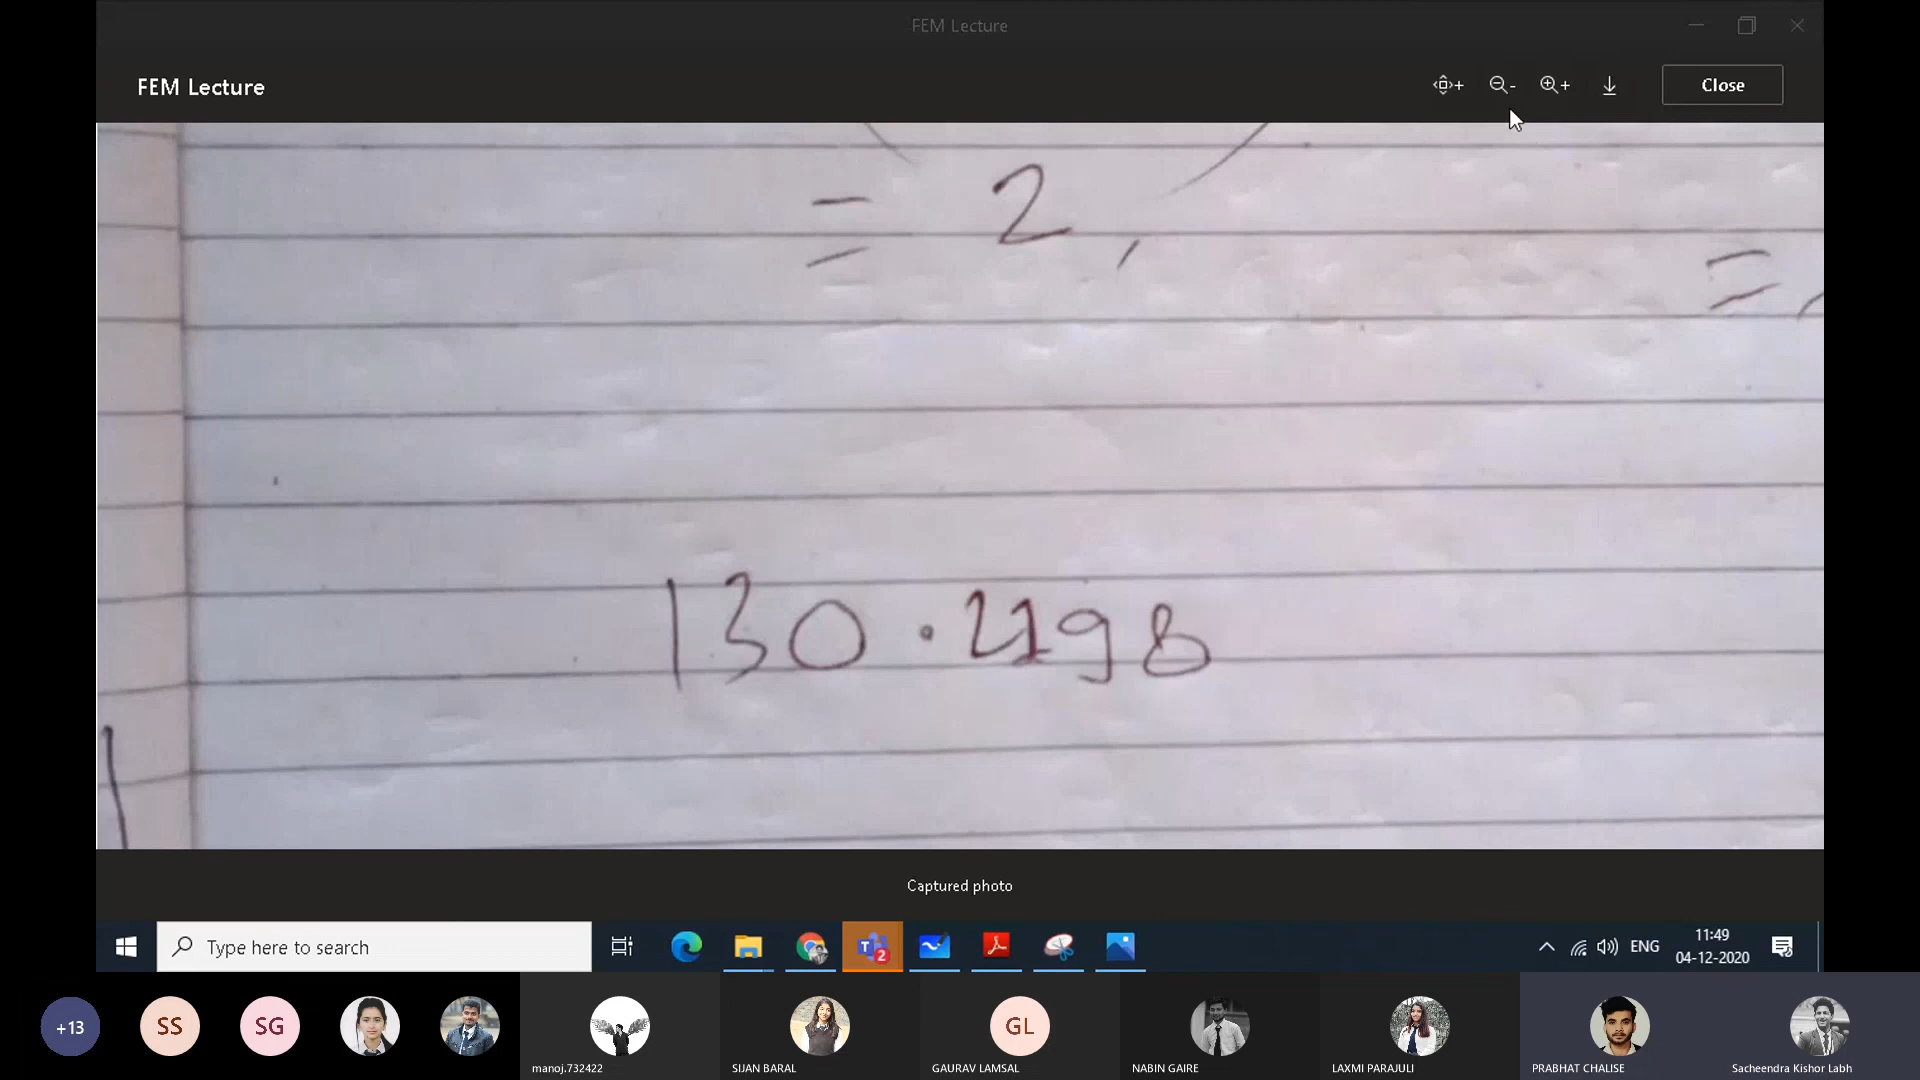 FEM Lecture
FEM Lecture
Close
= 2,
=
130.2198
Captured photo
Type here to search
2
ENG
11:49
04-12-2020
+13
SS
SG
GL
manoj.732422
SIJAN BARAL
GAURAV LAMSAL
NABIN GAIRE
LAXMI PARAJULI
PRABHAT CHALISE
Sacheendra Kishor Labh